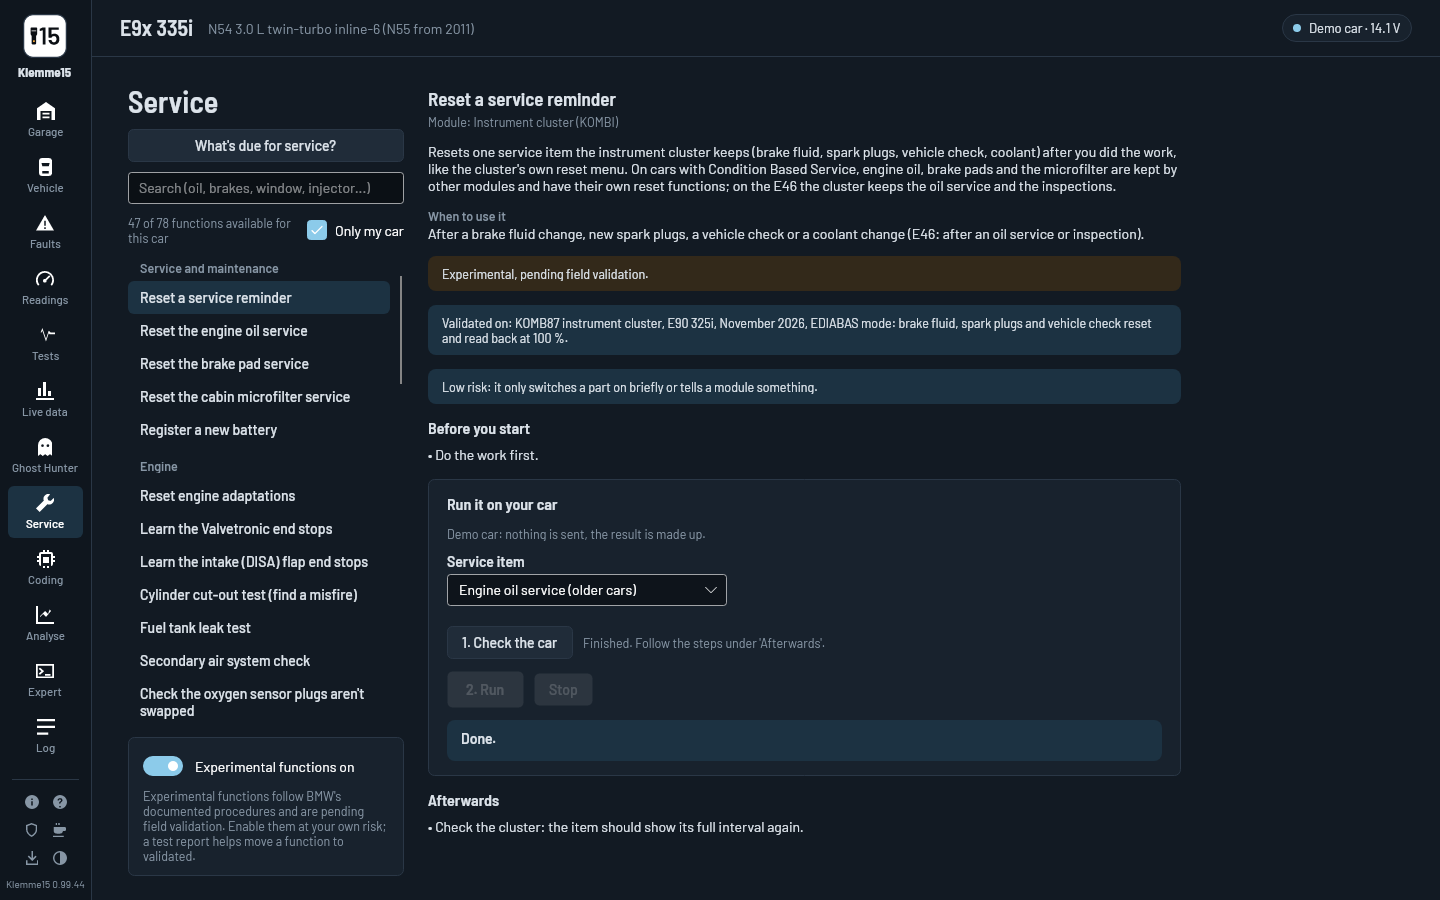 115
Klemme15
Garage
Vehicle
Faults
Readings
Tests
Live data
Ghost Hunter
Service
Coding
Analyse
Expert
Log
Klemme15 0.99.44
E9x 335i
N54 3.0 L twin-turbo inline-6 (N55 from 2011)
Demo car · 14.1 V
Service
What's due for service?
Search (oil, brakes, window, injector...)
47 of 78 functions available for
this car
Only my car
Service and maintenance
Reset a service reminder
Reset the engine oil service
Reset the brake pad service
Reset the cabin microfilter service
Register a new battery
Engine
Reset engine adaptations
Learn the Valvetronic end stops
Learn the intake (DISA) flap end stops
Cylinder cut-out test (find a misfire)
Fuel tank leak test
Secondary air system check
Check the oxygen sensor plugs aren't
swapped
Experimental functions on
Experimental functions follow BMW's
documented procedures and are pending
field validation. Enable them at your own risk;
a test report helps move a function to
validated.
Reset a service reminder
Module: Instrument cluster (KOMBI)
Resets one service item the instrument cluster keeps (brake fluid, spark plugs, vehicle check, coolant) after you did the work,
like the cluster's own reset menu. On cars with Condition Based Service, engine oil, brake pads and the microfilter are kept by
other modules and have their own reset functions; on the E46 the cluster keeps the oil service and the inspections.
When to use it
After a brake fluid change, new spark plugs, a vehicle check or a coolant change (E46: after an oil service or inspection).
Experimental, pending field validation.
Validated on: KOMB87 instrument cluster, E90 325i, November 2026, EDIABAS mode: brake fluid, spark plugs and vehicle check reset
and read back at 100 %.
Low risk: it only switches a part on briefly or tells a module something.
Before you start
• Do the work first.
Run it on your car
Demo car: nothing is sent, the result is made up.
Service item
Engine oil service (older cars)
1. Check the car
Finished. Follow the steps under 'Afterwards'.
2. Run
Stop
Done.
Afterwards
• Check the cluster: the item should show its full interval again.